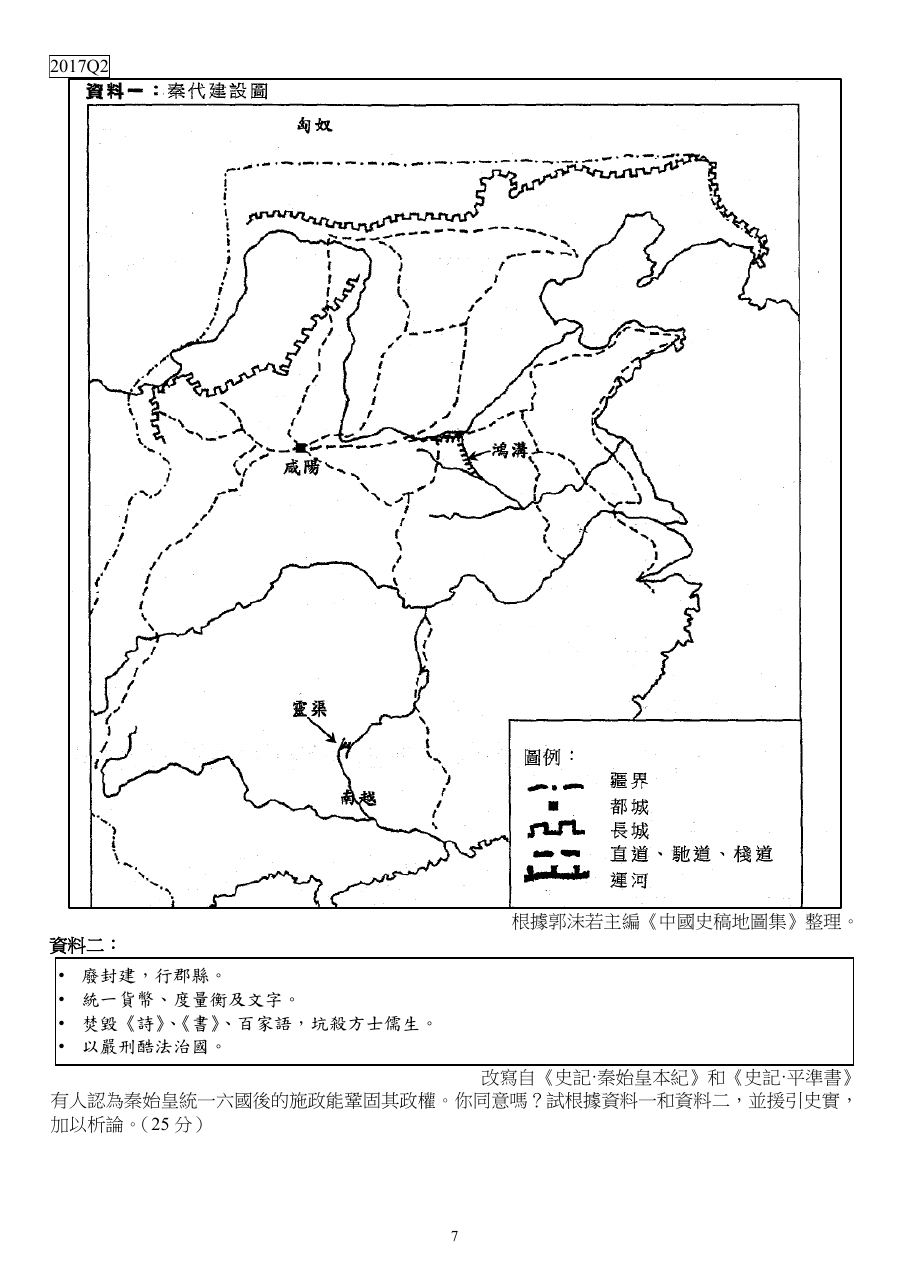 2017Q2
資料一：秦代建設圖
匈奴
鴻溝
咸陽
靈渠
南越
圖例：
疆界
都城
長城
直道、馳道、棧道
運河
根據郭沫若主編《中國史稿地圖集》整理。
資料二：
• 廢封建，行郡縣。
• 統一貨幣、度量衡及文字。
• 焚毀《詩》、《書》、百家語，坑殺方士儒生。
• 以嚴刑酷法治國。
改寫自《史記·秦始皇本紀》和《史記·平準書》
有人認為秦始皇統一六國後的施政能鞏固其政權。你同意嗎？試根據資料一和資料二，並援引史實，
加以析論。（25 分）
7